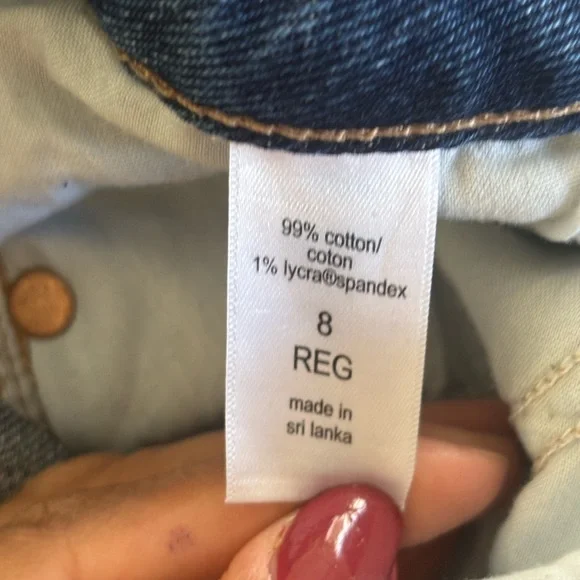 99% cotton/
coton
1% lycra®spandex
8
REG
made in
sri lanka